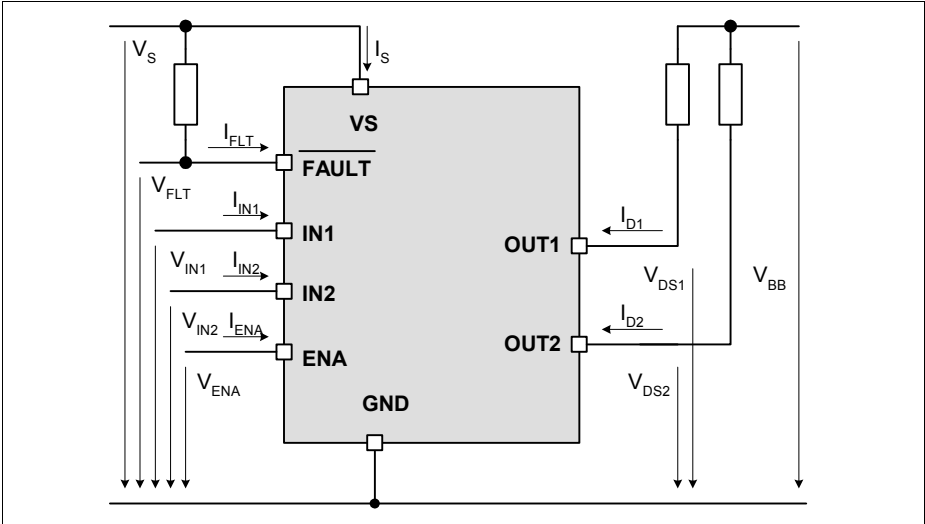 V_S
I_S
VS
I_FLT
FAULT
V_FLT
I_IN1
IN1
OUT1
I_D1
V_IN1
I_IN2
IN2
V_DS1
V_BB
V_IN2
I_ENA
ENA
OUT2
I_D2
V_ENA
V_DS2
GND